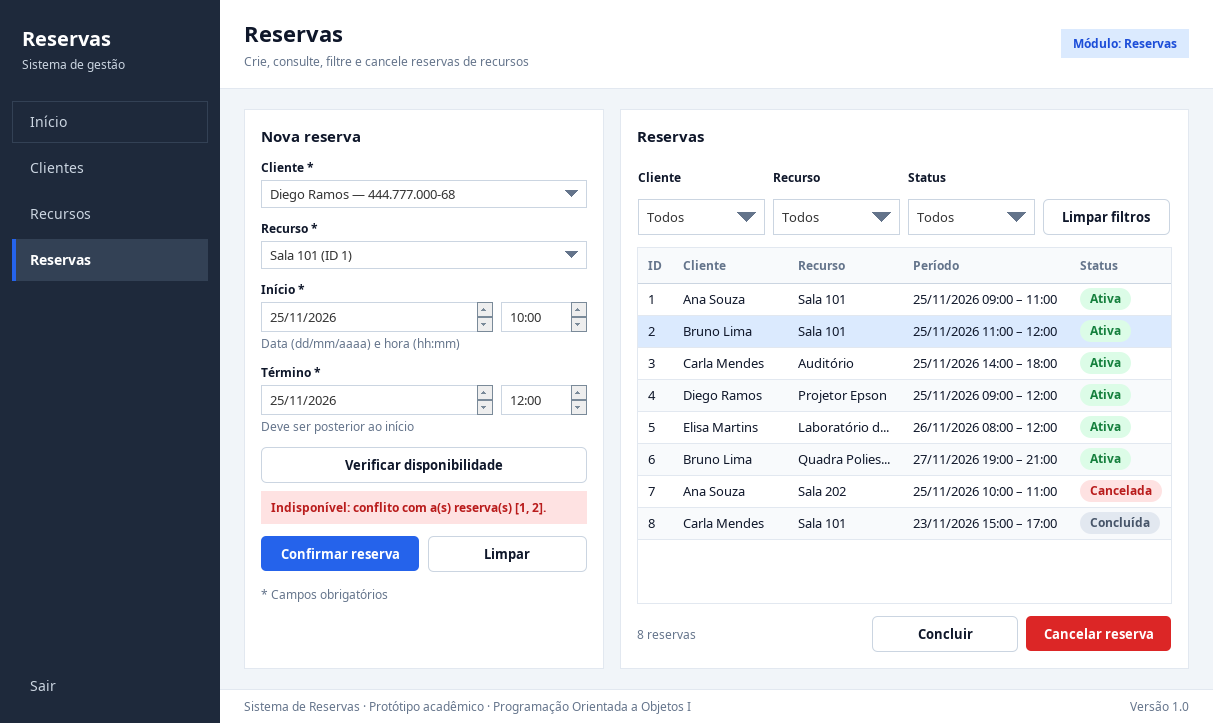 Reservas
Sistema de gestão
Início
Clientes
Recursos
Reservas
Sair
Reservas
Crie, consulte, filtre e cancele reservas de recursos
Módulo: Reservas
Nova reserva
Cliente *
Diego Ramos — 444.777.000-68
Recurso *
Sala 101 (ID 1)
Início *
25/11/2026 10:00
Data (dd/mm/aaaa) e hora (hh:mm)
Término *
25/11/2026 12:00
Deve ser posterior ao início
Verificar disponibilidade
Indisponível: conflito com a(s) reserva(s) [1, 2].
Confirmar reserva Limpar
* Campos obrigatórios
Reservas
Cliente Recurso Status
Todos Todos Todos Limpar filtros
ID Cliente Recurso Período Status
1 Ana Souza Sala 101 25/11/2026 09:00 – 11:00 Ativa
2 Bruno Lima Sala 101 25/11/2026 11:00 – 12:00 Ativa
3 Carla Mendes Auditório 25/11/2026 14:00 – 18:00 Ativa
4 Diego Ramos Projetor Epson 25/11/2026 09:00 – 12:00 Ativa
5 Elisa Martins Laboratório d... 26/11/2026 08:00 – 12:00 Ativa
6 Bruno Lima Quadra Polies... 27/11/2026 19:00 – 21:00 Ativa
7 Ana Souza Sala 202 25/11/2026 10:00 – 11:00 Cancelada
8 Carla Mendes Sala 101 23/11/2026 15:00 – 17:00 Concluída
8 reservas Concluir Cancelar reserva
Sistema de Reservas · Protótipo acadêmico · Programação Orientada a Objetos I
Versão 1.0